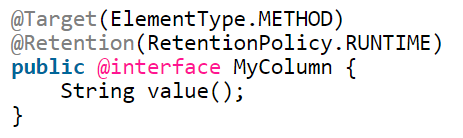 @Target(ElementType.METHOD)
@Retention(RetentionPolicy.RUNTIME)
public @interface MyColumn {
    String value();
}